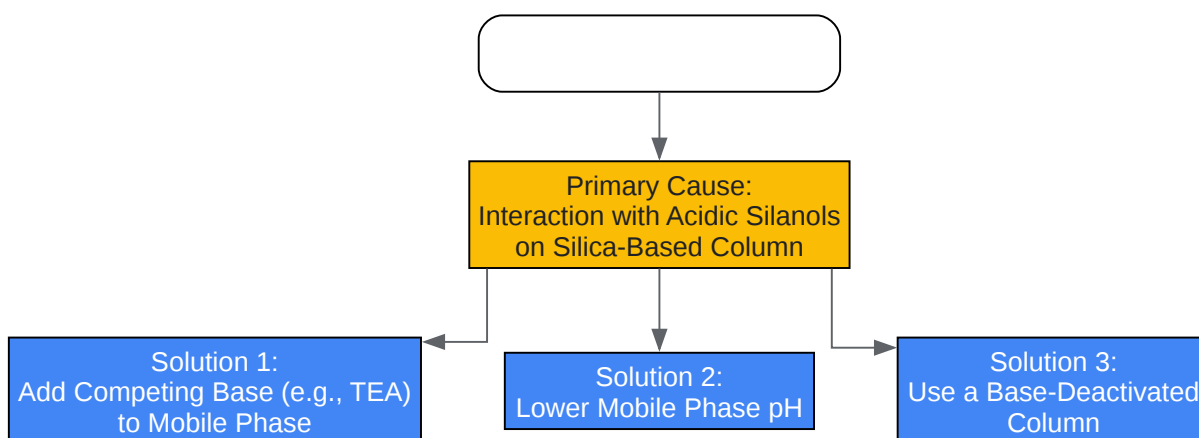 Primary Cause:
Interaction with Acidic Silanols
on Silica-Based Column
Solution 1:
Add Competing Base (e.g., TEA)
to Mobile Phase
Solution 2:
Lower Mobile Phase pH
Solution 3:
Use a Base-Deactivated
Column